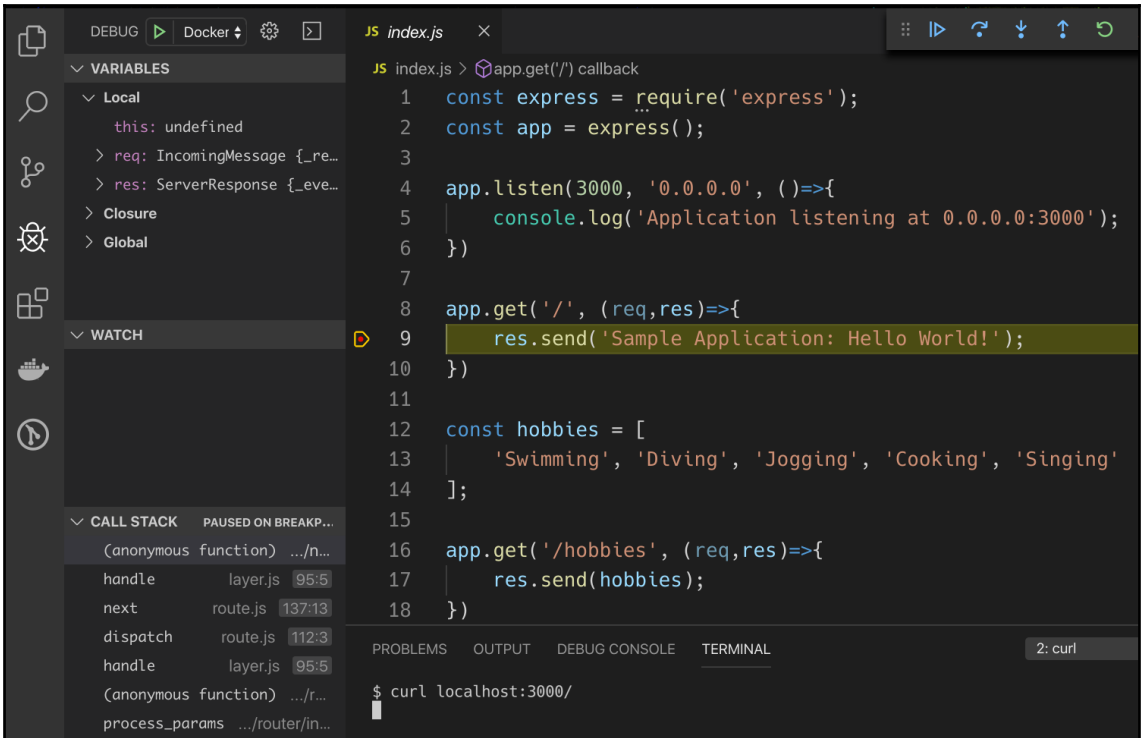 DEBUG Docker
VARIABLES
Local
this: undefined
req: IncomingMessage {_re…
res: ServerResponse {_eve…
Closure
Global
WATCH
CALL STACK PAUSED ON BREAKP…
(anonymous function) …/n…
handle layer.js 95:5
next route.js 137:13
dispatch route.js 112:3
handle layer.js 95:5
(anonymous function) …/r…
process_params …/router/in…
JS index.js
JS index.js > app.get('/') callback
1 const express = require('express');
2 const app = express();
3
4 app.listen(3000, '0.0.0.0', ()=>{
5 console.log('Application listening at 0.0.0.0:3000');
6 })
7
8 app.get('/', (req,res)=>{
9 res.send('Sample Application: Hello World!');
10 })
11
12 const hobbies = [
13 'Swimming', 'Diving', 'Jogging', 'Cooking', 'Singing'
14 ];
15
16 app.get('/hobbies', (req,res)=>{
17 res.send(hobbies);
18 })
PROBLEMS OUTPUT DEBUG CONSOLE TERMINAL 2: curl
$ curl localhost:3000/